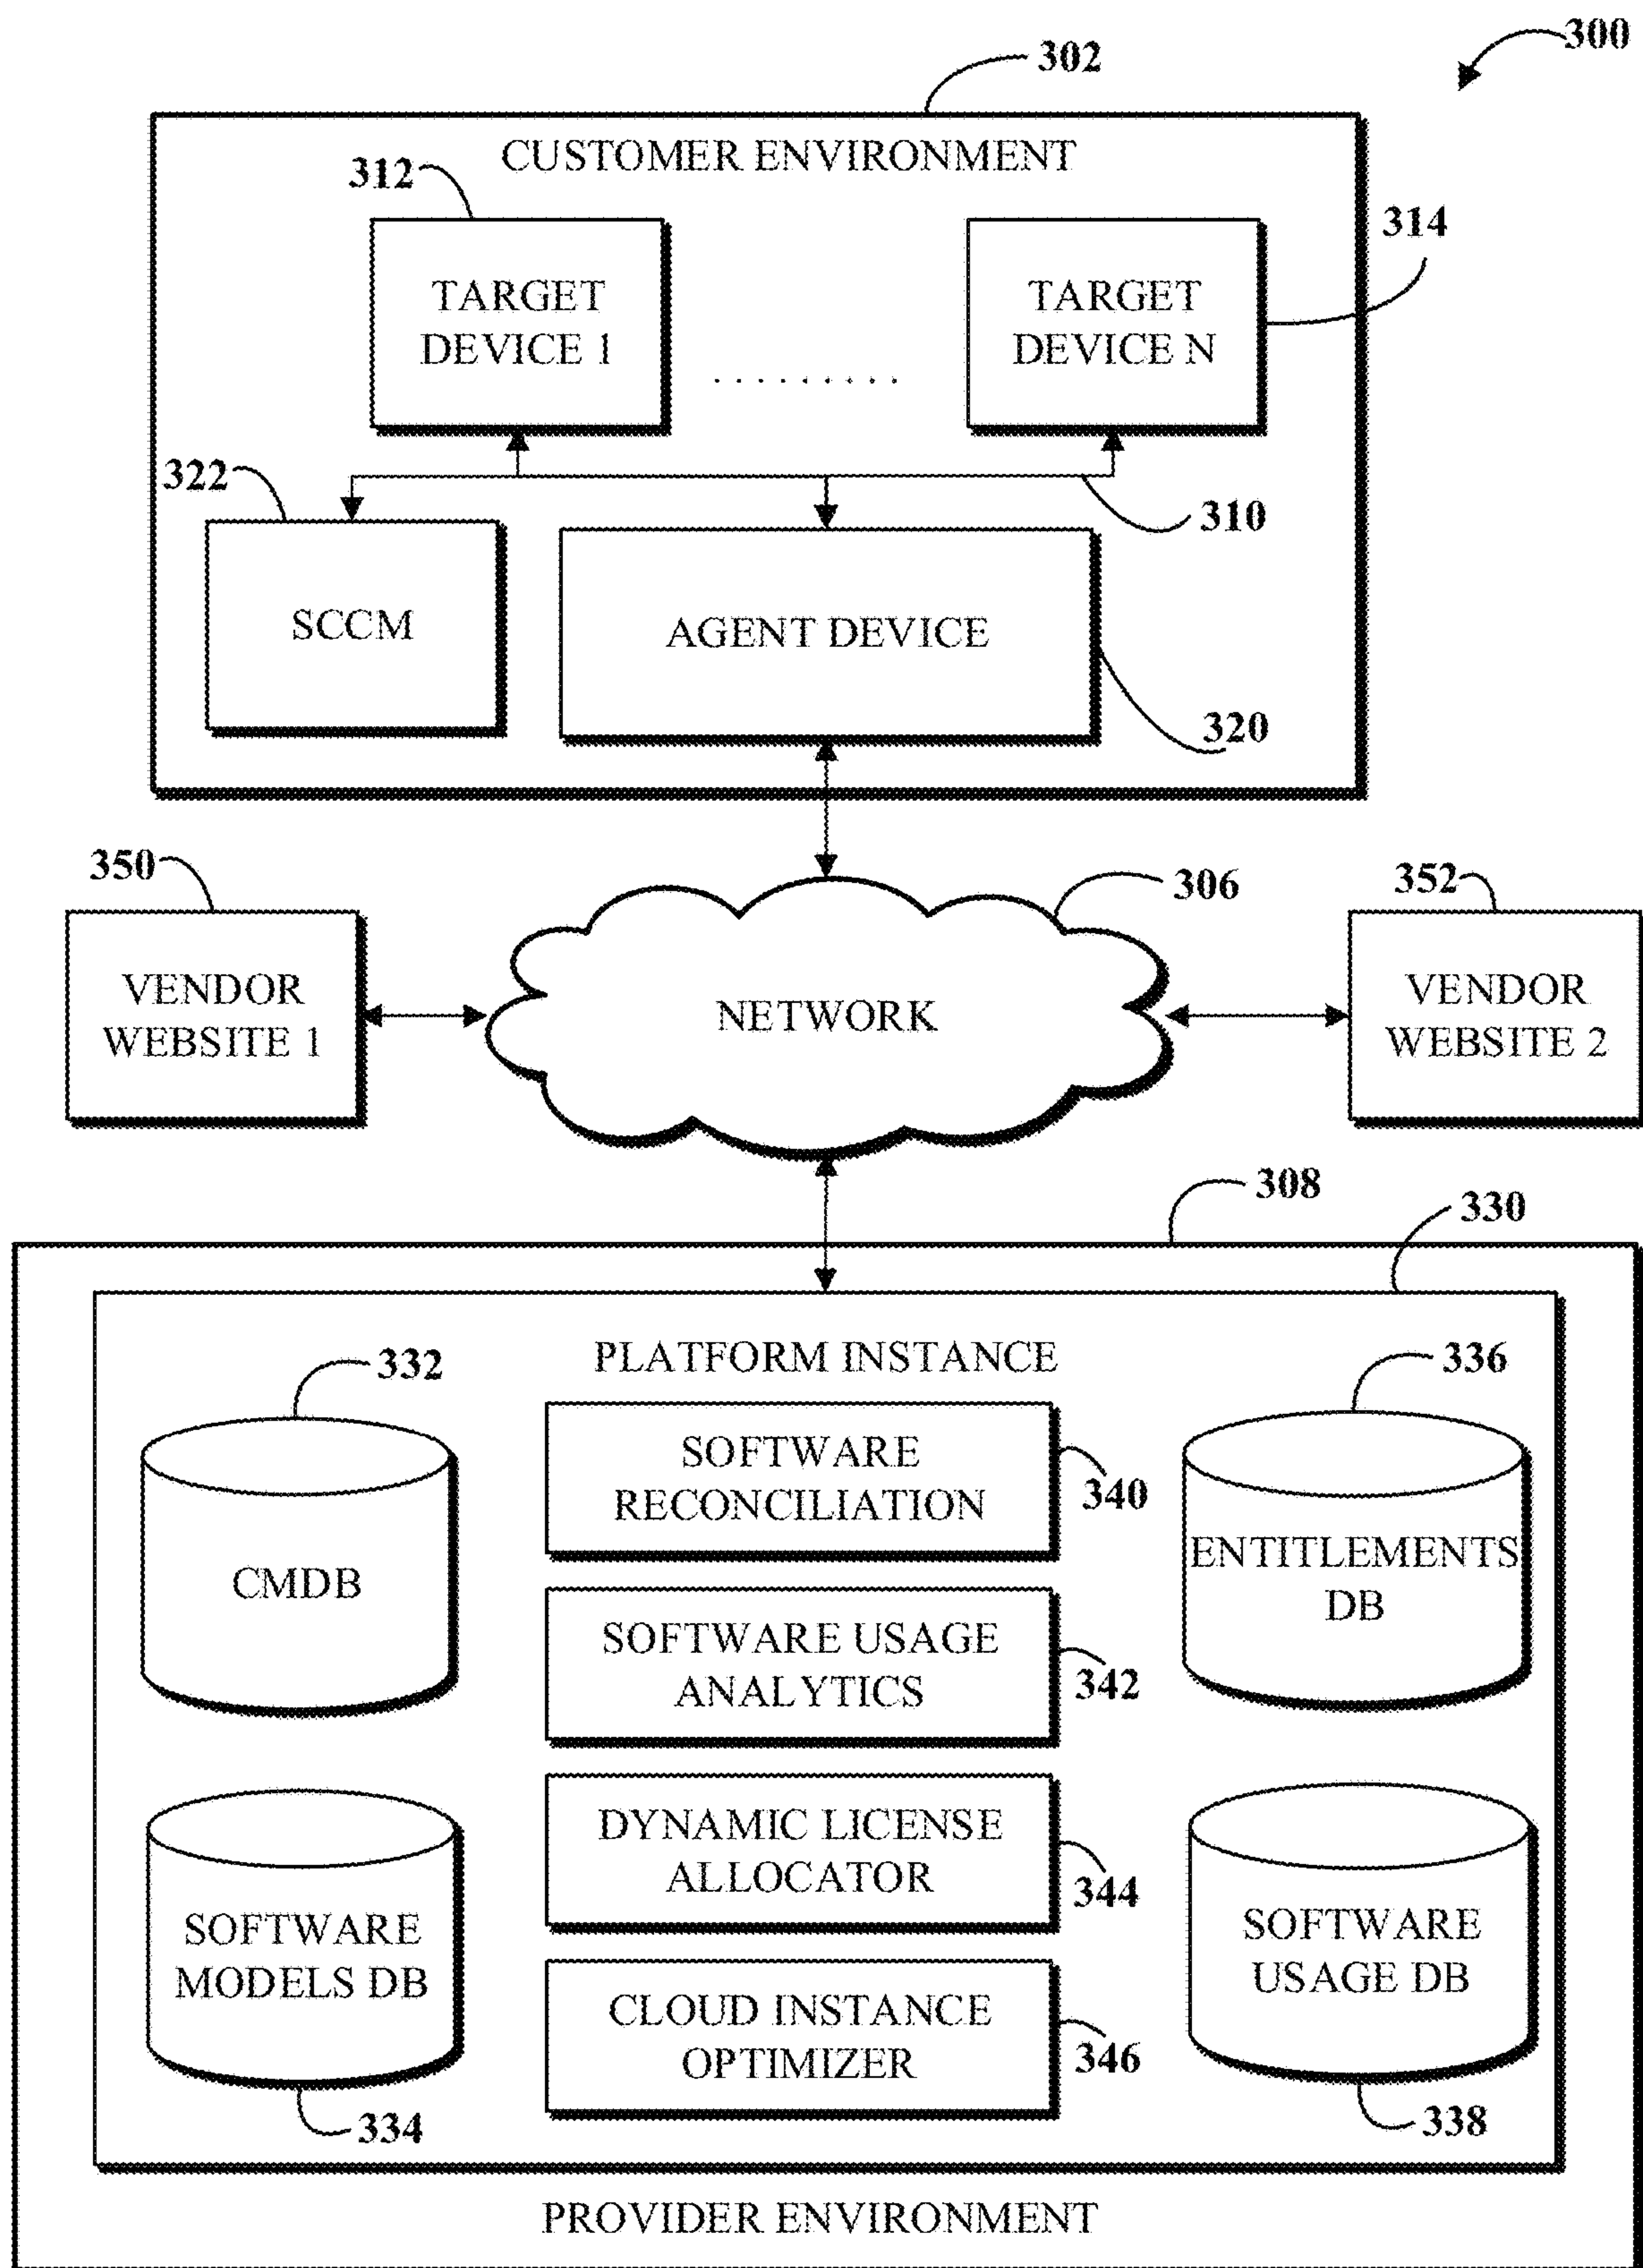 300
302
CUSTOMER ENVIRONMENT
312
314
TARGET
DEVICE 1
.........
TARGET
DEVICE N
322
310
SCCM
AGENT DEVICE
320
350
306
352
VENDOR
WEBSITE 1
NETWORK
VENDOR
WEBSITE 2
308
330
PLATFORM INSTANCE
332
336
SOFTWARE
RECONCILIATION
340
CMDB
ENTITLEMENTS
DB
SOFTWARE USAGE
ANALYTICS
342
DYNAMIC LICENSE
ALLOCATOR
344
SOFTWARE
MODELS DB
SOFTWARE
USAGE DB
CLOUD INSTANCE
OPTIMIZER
346
334
338
PROVIDER ENVIRONMENT